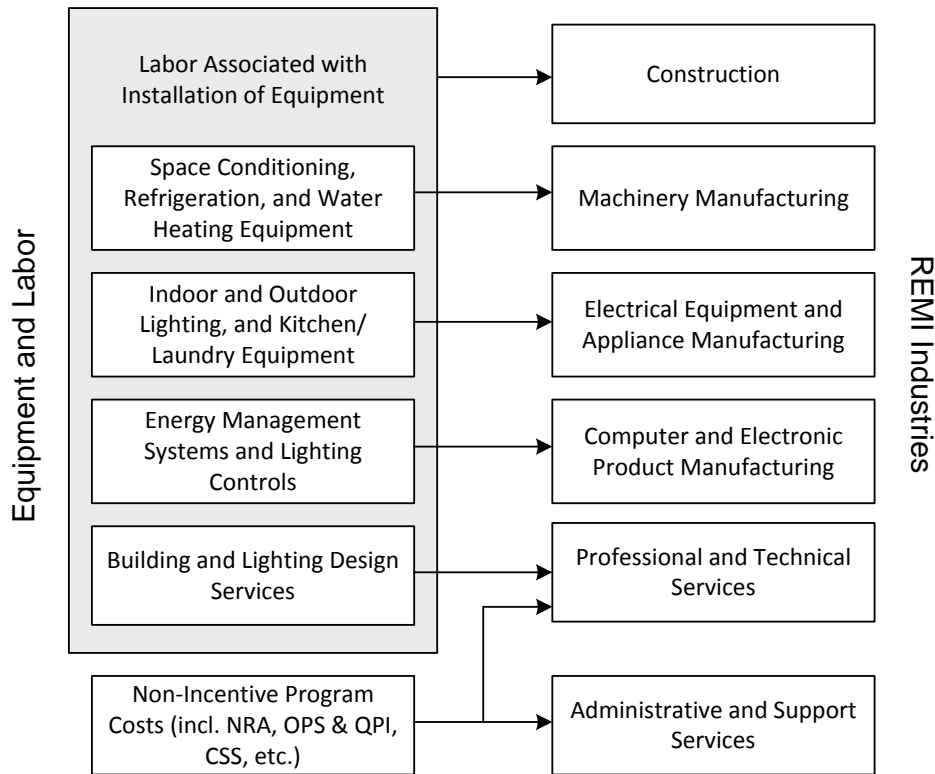 Equipment and Labor
Labor Associated with
Installation of Equipment
Construction
Space Conditioning,
Refrigeration, and Water
Heating Equipment
Machinery Manufacturing
Indoor and Outdoor
Lighting, and Kitchen/
Laundry Equipment
Electrical Equipment and
Appliance Manufacturing
Energy Management
Systems and Lighting
Controls
Computer and Electronic
Product Manufacturing
Building and Lighting Design
Services
Professional and Technical
Services
Non-Incentive Program
Costs (incl. NRA, OPS & QPI,
CSS, etc.)
Administrative and Support
Services
REMI Industries